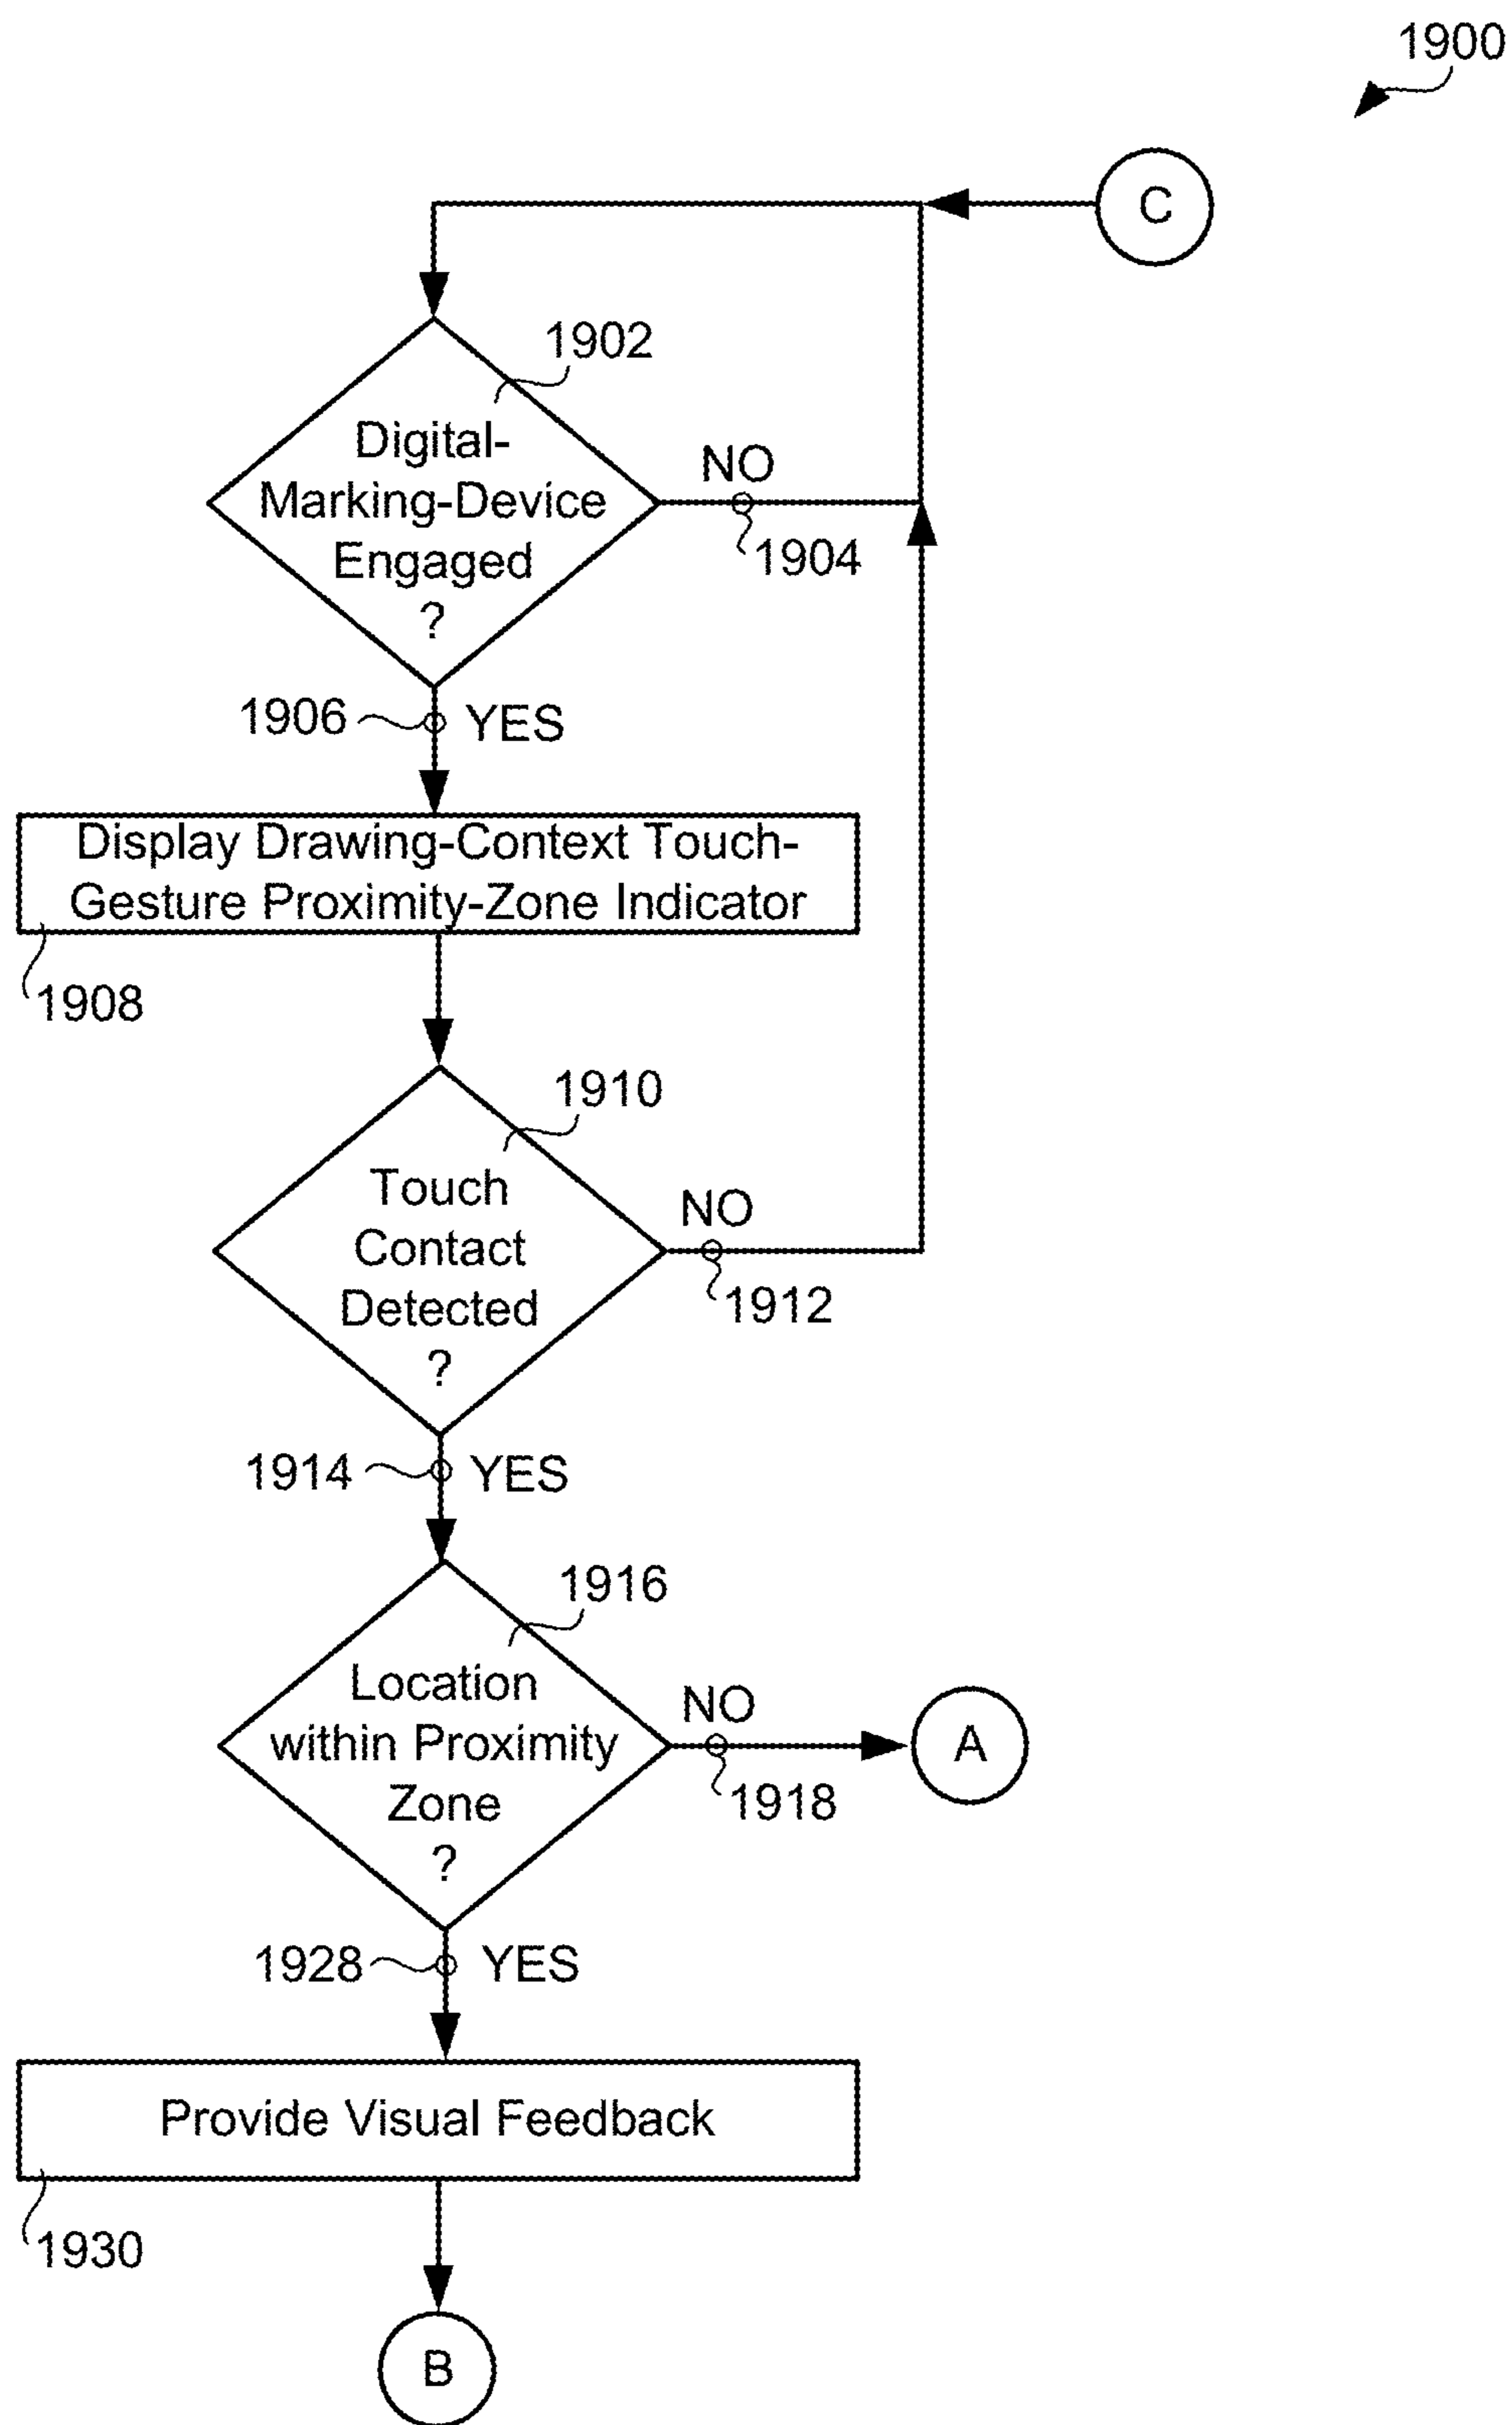 1900
C
1902
Digital-
Marking-Device
Engaged
?
NO
1904
1906
YES
Display Drawing-Context Touch-
Gesture Proximity-Zone Indicator
1908
1910
Touch
Contact
Detected
?
NO
1912
1914
YES
1916
Location
within Proximity
Zone
?
NO
1918
A
1928
YES
Provide Visual Feedback
1930
B